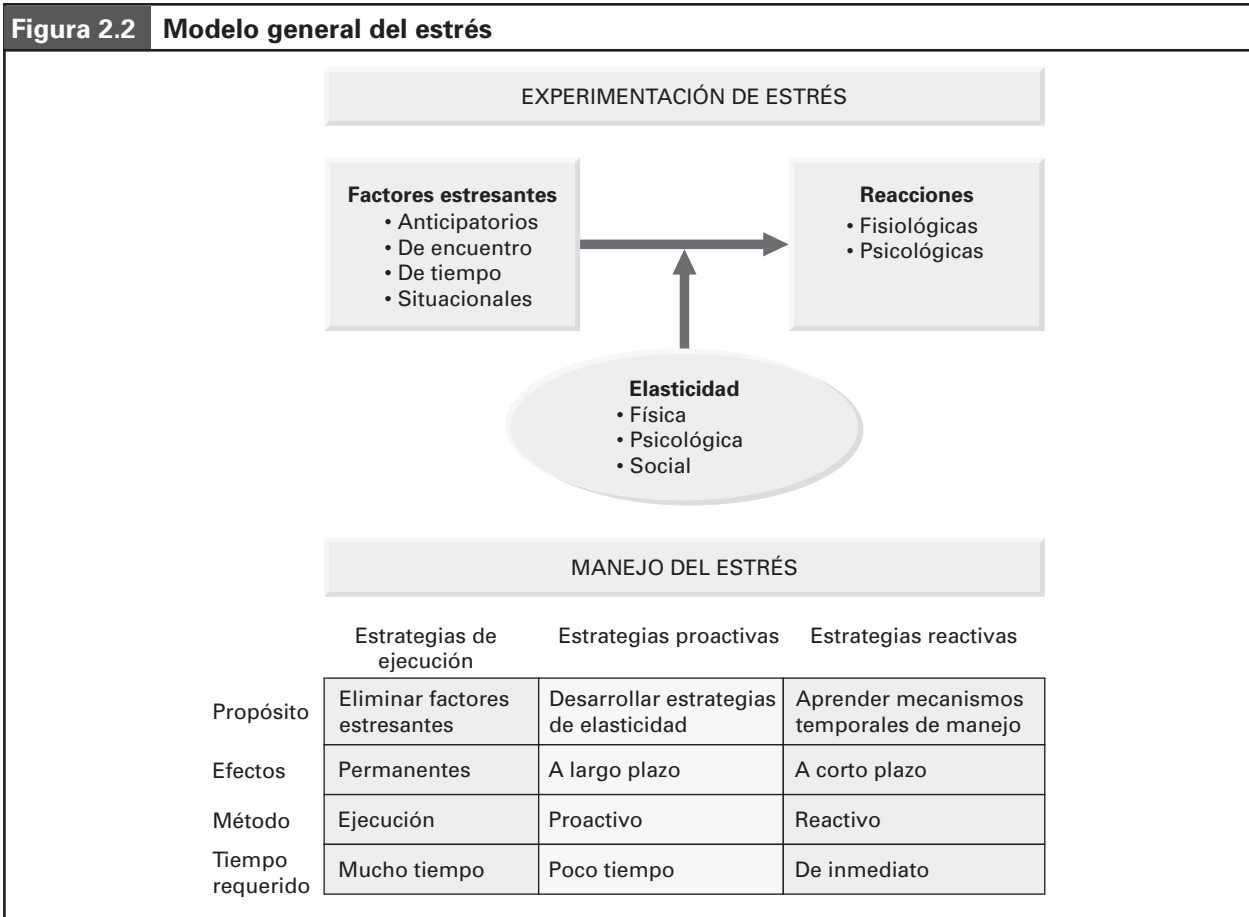 Figura 2.2 Modelo general del estrés
EXPERIMENTACIÓN DE ESTRÉS
Factores estresantes
• Anticipatorios
• De encuentro
• De tiempo
• Situacionales
Reacciones
• Fisiológicas
• Psicológicas
Elasticidad
• Física
• Psicológica
• Social
MANEJO DEL ESTRÉS
Estrategias de
ejecución
Estrategias proactivas
Estrategias reactivas
Propósito
Eliminar factores
estresantes
Desarrollar estrategias
de elasticidad
Aprender mecanismos
temporales de manejo
Efectos
Permanentes
A largo plazo
A corto plazo
Método
Ejecución
Proactivo
Reactivo
Tiempo
requerido
Mucho tiempo
Poco tiempo
De inmediato